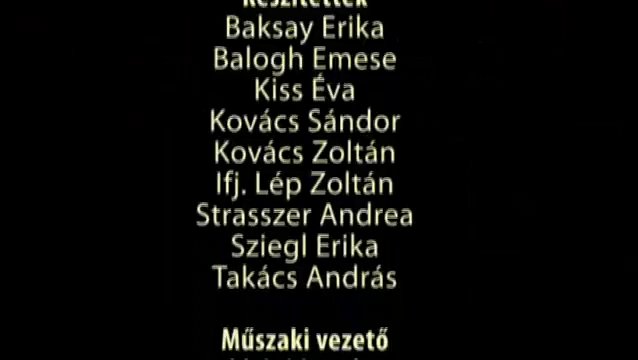 Készítették
Baksay Erika
Balogh Emese
Kiss Éva
Kovács Sándor
Kovács Zoltán
Ifj. Lép Zoltán
Strasszer Andrea
Sziegl Erika
Takács András
Műszaki vezető